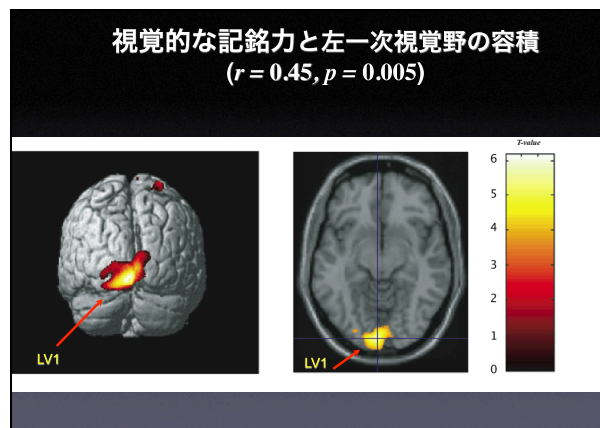 視覚的な記銘力と左一次視覚野の容積
(r = 0.45, p = 0.005)
T-value
6
5
4
3
2
1
0
LV1
LV1